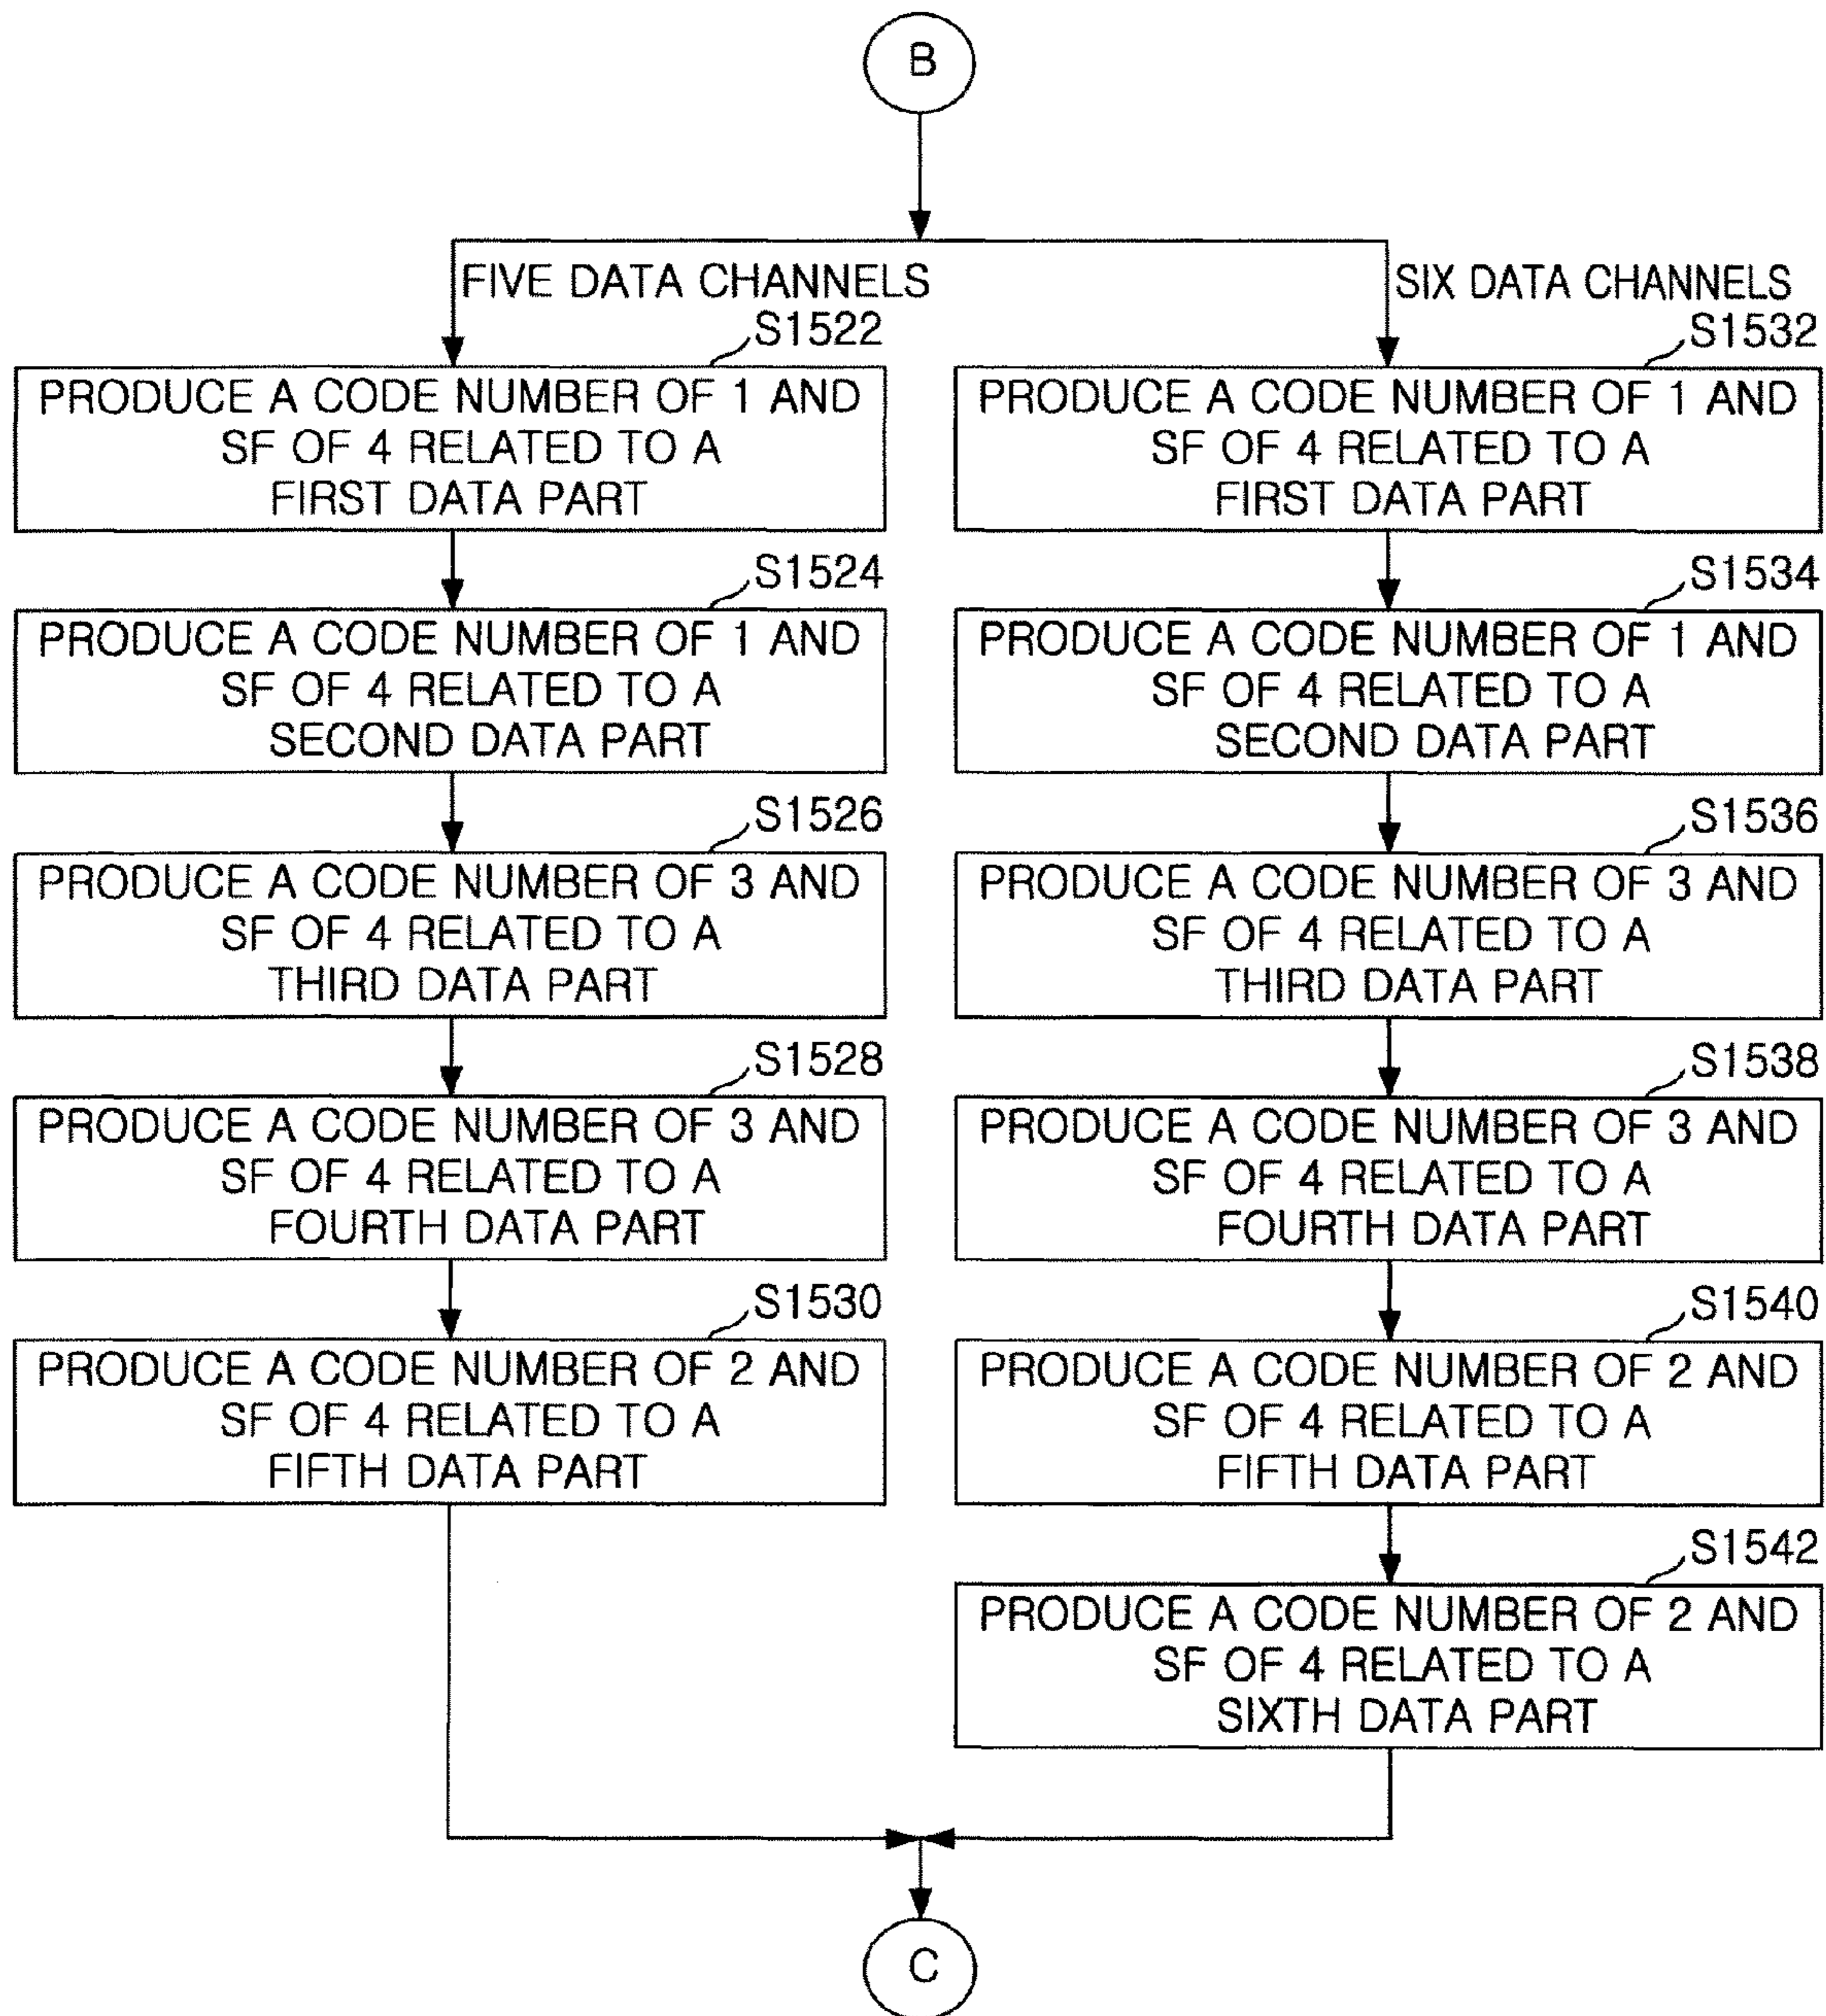 B
FIVE DATA CHANNELS
S1522
PRODUCE A CODE NUMBER OF 1 AND
SF OF 4 RELATED TO A
FIRST DATA PART
S1524
PRODUCE A CODE NUMBER OF 1 AND
SF OF 4 RELATED TO A
SECOND DATA PART
S1526
PRODUCE A CODE NUMBER OF 3 AND
SF OF 4 RELATED TO A
THIRD DATA PART
S1528
PRODUCE A CODE NUMBER OF 3 AND
SF OF 4 RELATED TO A
FOURTH DATA PART
S1530
PRODUCE A CODE NUMBER OF 2 AND
SF OF 4 RELATED TO A
FIFTH DATA PART
SIX DATA CHANNELS
S1532
PRODUCE A CODE NUMBER OF 1 AND
SF OF 4 RELATED TO A
FIRST DATA PART
S1534
PRODUCE A CODE NUMBER OF 1 AND
SF OF 4 RELATED TO A
SECOND DATA PART
S1536
PRODUCE A CODE NUMBER OF 3 AND
SF OF 4 RELATED TO A
THIRD DATA PART
S1538
PRODUCE A CODE NUMBER OF 3 AND
SF OF 4 RELATED TO A
FOURTH DATA PART
S1540
PRODUCE A CODE NUMBER OF 2 AND
SF OF 4 RELATED TO A
FIFTH DATA PART
S1542
PRODUCE A CODE NUMBER OF 2 AND
SF OF 4 RELATED TO A
SIXTH DATA PART
C